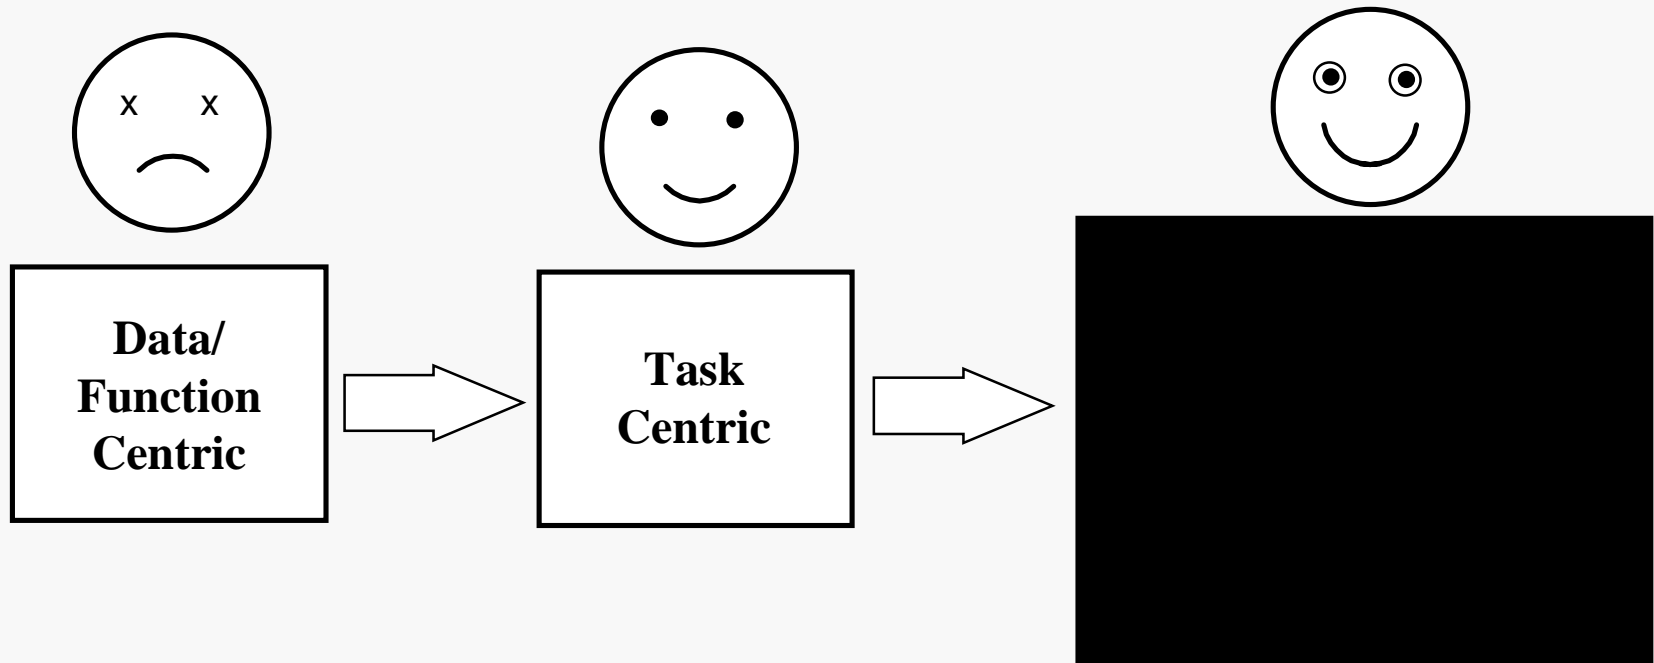 x x
Data/
Function
Centric
Task
Centric